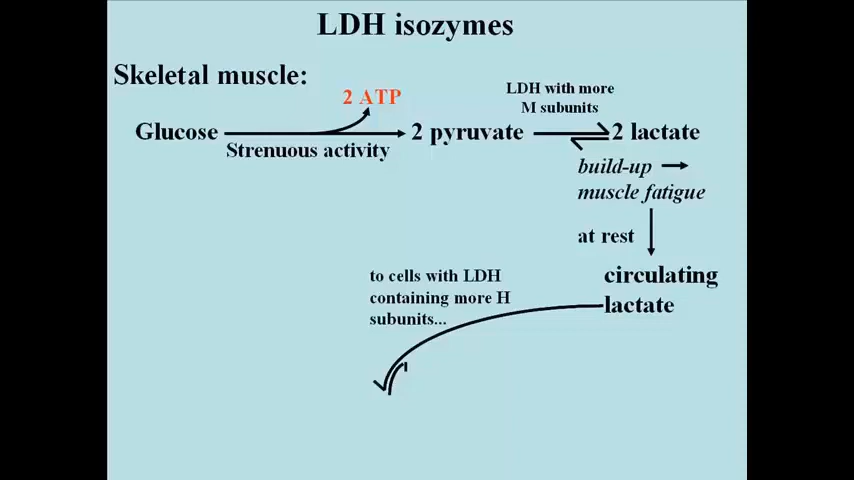 LDH isozymes
Skeletal muscle:
2 ATP
LDH with more
M subunits
Glucose
2 pyruvate
2 lactate
Strenuous activity
build-up
muscle fatigue
at rest
circulating
lactate
to cells with LDH
containing more H
subunits...